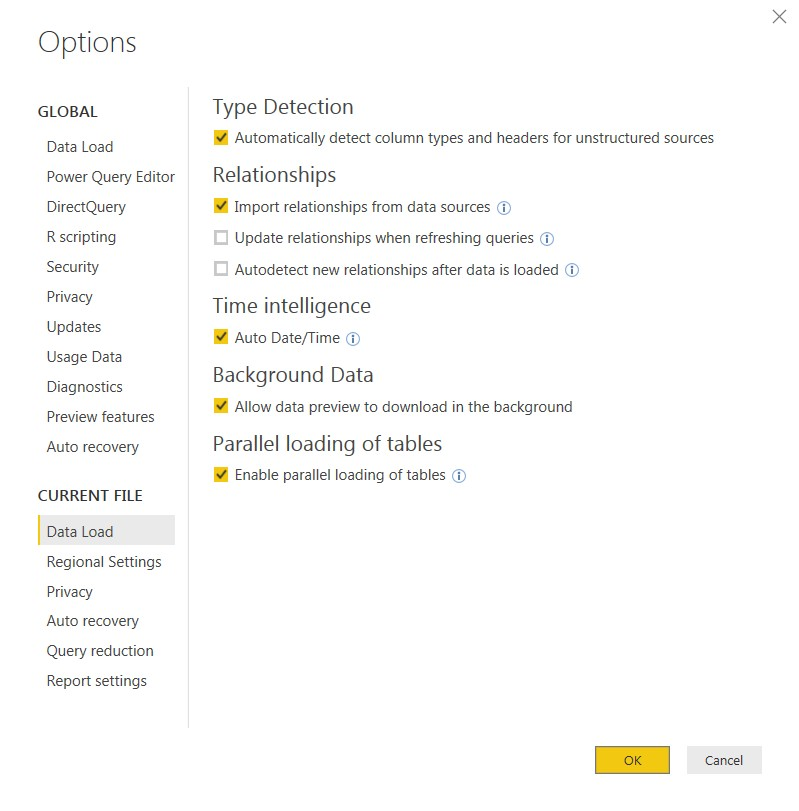 Options
GLOBAL
Data Load
Power Query Editor
DirectQuery
R scripting
Security
Privacy
Updates
Usage Data
Diagnostics
Preview features
Auto recovery
CURRENT FILE
Data Load
Regional Settings
Privacy
Auto recovery
Query reduction
Report settings
Type Detection
Automatically detect column types and headers for unstructured sources
Relationships
Import relationships from data sources
Update relationships when refreshing queries
Autodetect new relationships after data is loaded
Time intelligence
Auto Date/Time
Background Data
Allow data preview to download in the background
Parallel loading of tables
Enable parallel loading of tables
OK
Cancel